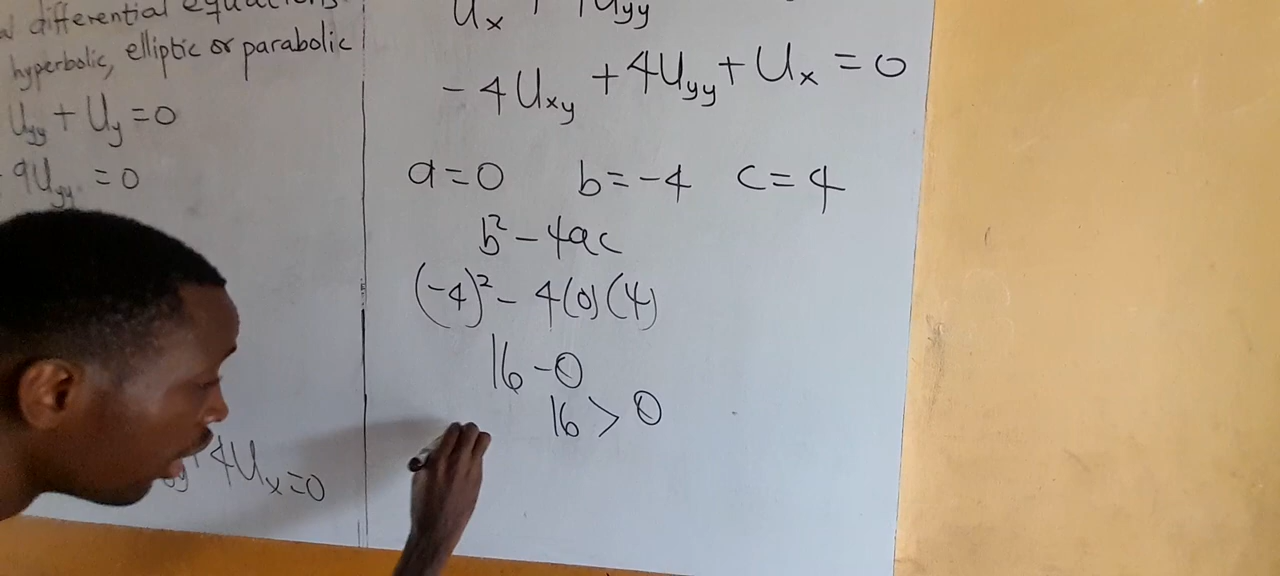 differential equations
hyperbolic, elliptic or parabolic
Uyy + Uy = 0
9Uyy = 0
4Ux = 0
Ux
Uyy
- 4Uxy + 4Uyy + Ux = 0
a = 0 b = -4 c = 4
b² - 4ac
(-4)² - 4(0)(4)
16 - 0
16 > 0